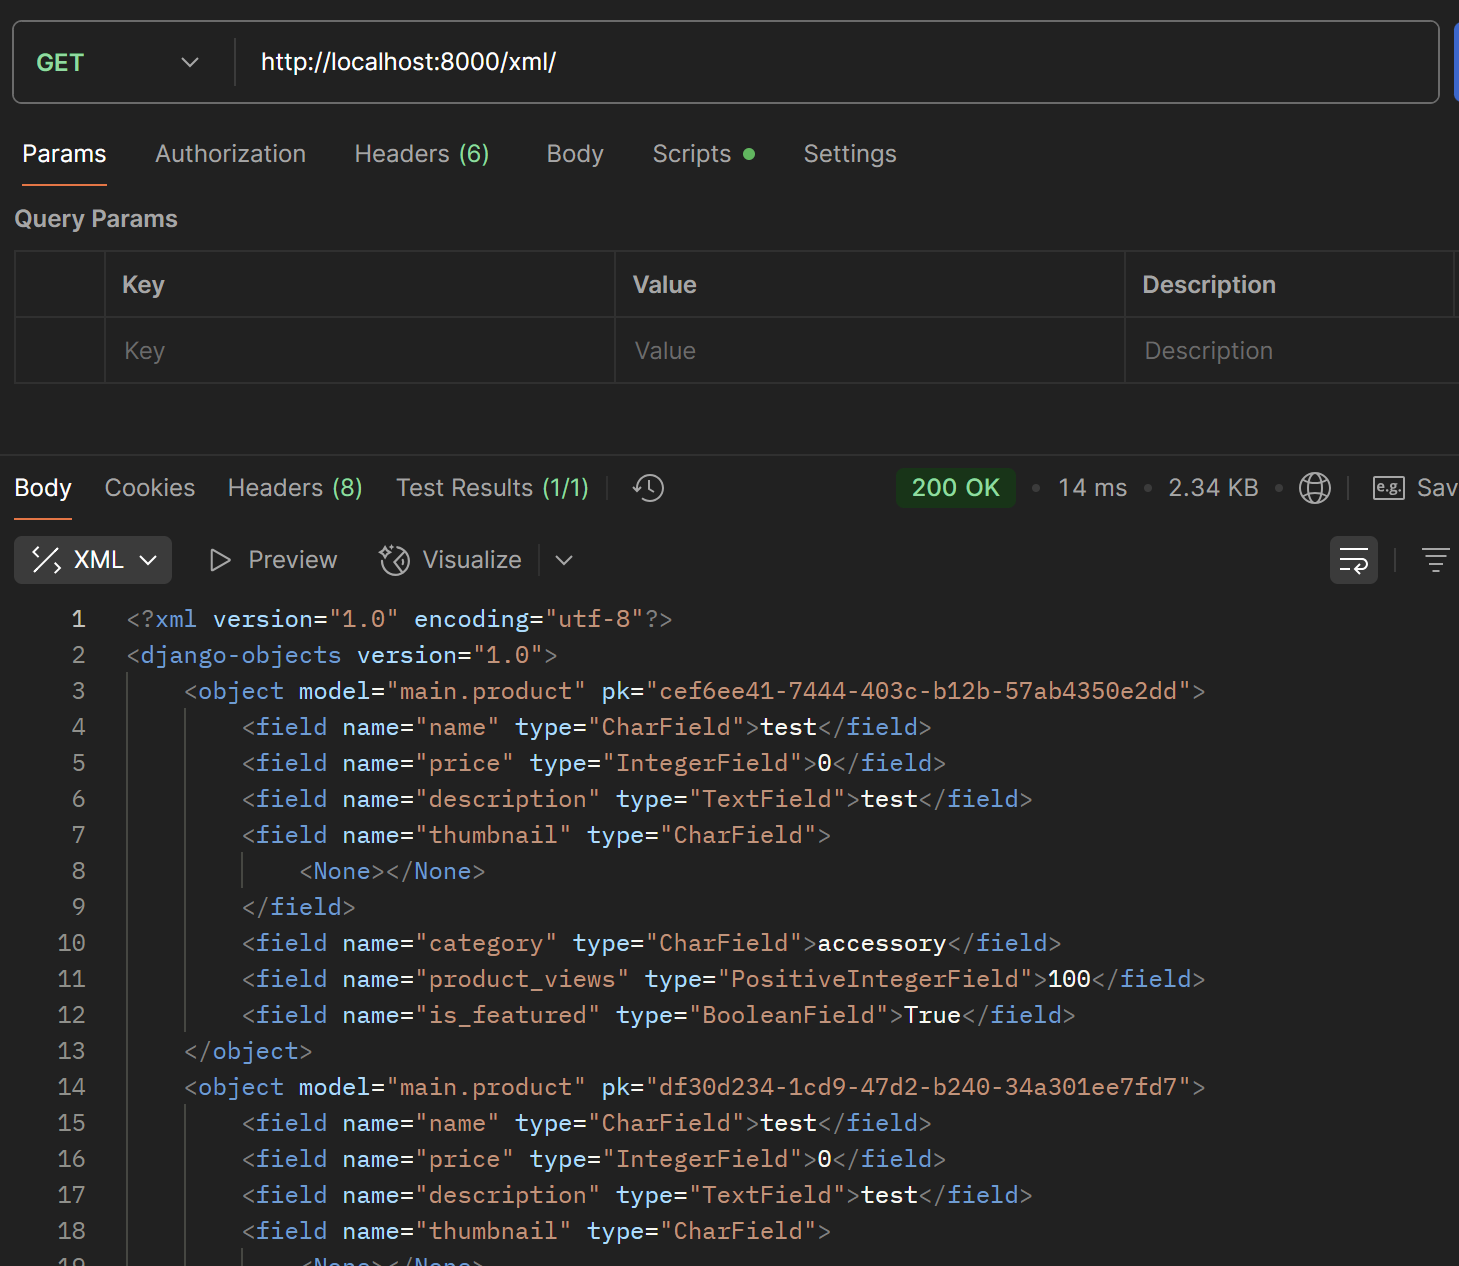 GET http://localhost:8000/xml/
Params Authorization Headers (6) Body Scripts Settings
Query Params
Key Value Description
Key Value Description
Body Cookies Headers (8) Test Results (1/1) 200 OK 14 ms 2.34 KB e.g. Sav
XML Preview Visualize
1 <?xml version="1.0" encoding="utf-8"?>
2 <django-objects version="1.0">
3 <object model="main.product" pk="cef6ee41-7444-403c-b12b-57ab4350e2dd">
4 <field name="name" type="CharField">test</field>
5 <field name="price" type="IntegerField">0</field>
6 <field name="description" type="TextField">test</field>
7 <field name="thumbnail" type="CharField">
8 <None></None>
9 </field>
10 <field name="category" type="CharField">accessory</field>
11 <field name="product_views" type="PositiveIntegerField">100</field>
12 <field name="is_featured" type="BooleanField">True</field>
13 </object>
14 <object model="main.product" pk="df30d234-1cd9-47d2-b240-34a301ee7fd7">
15 <field name="name" type="CharField">test</field>
16 <field name="price" type="IntegerField">0</field>
17 <field name="description" type="TextField">test</field>
18 <field name="thumbnail" type="CharField">
19 <None></None>